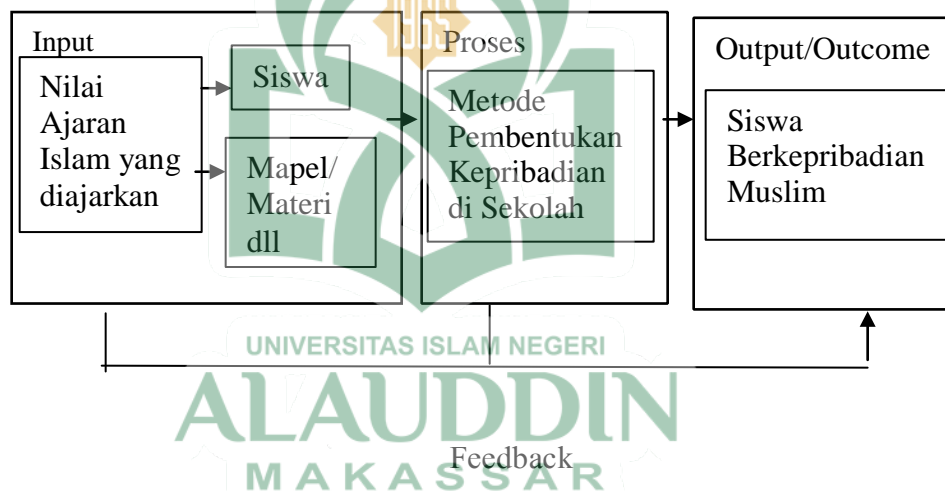 Input
Nilai
Ajaran
Islam yang
diajarkan
Siswa
Mapel/
Materi
dll
1965
Proses
Metode
Pembentukan
Kepribadian
di Sekolah
Output/Outcome
Siswa
Berkepribadian
Muslim
UNIVERSITAS ISLAM NEGERI
ALAUDDIN
Feedback
MAKASSAR